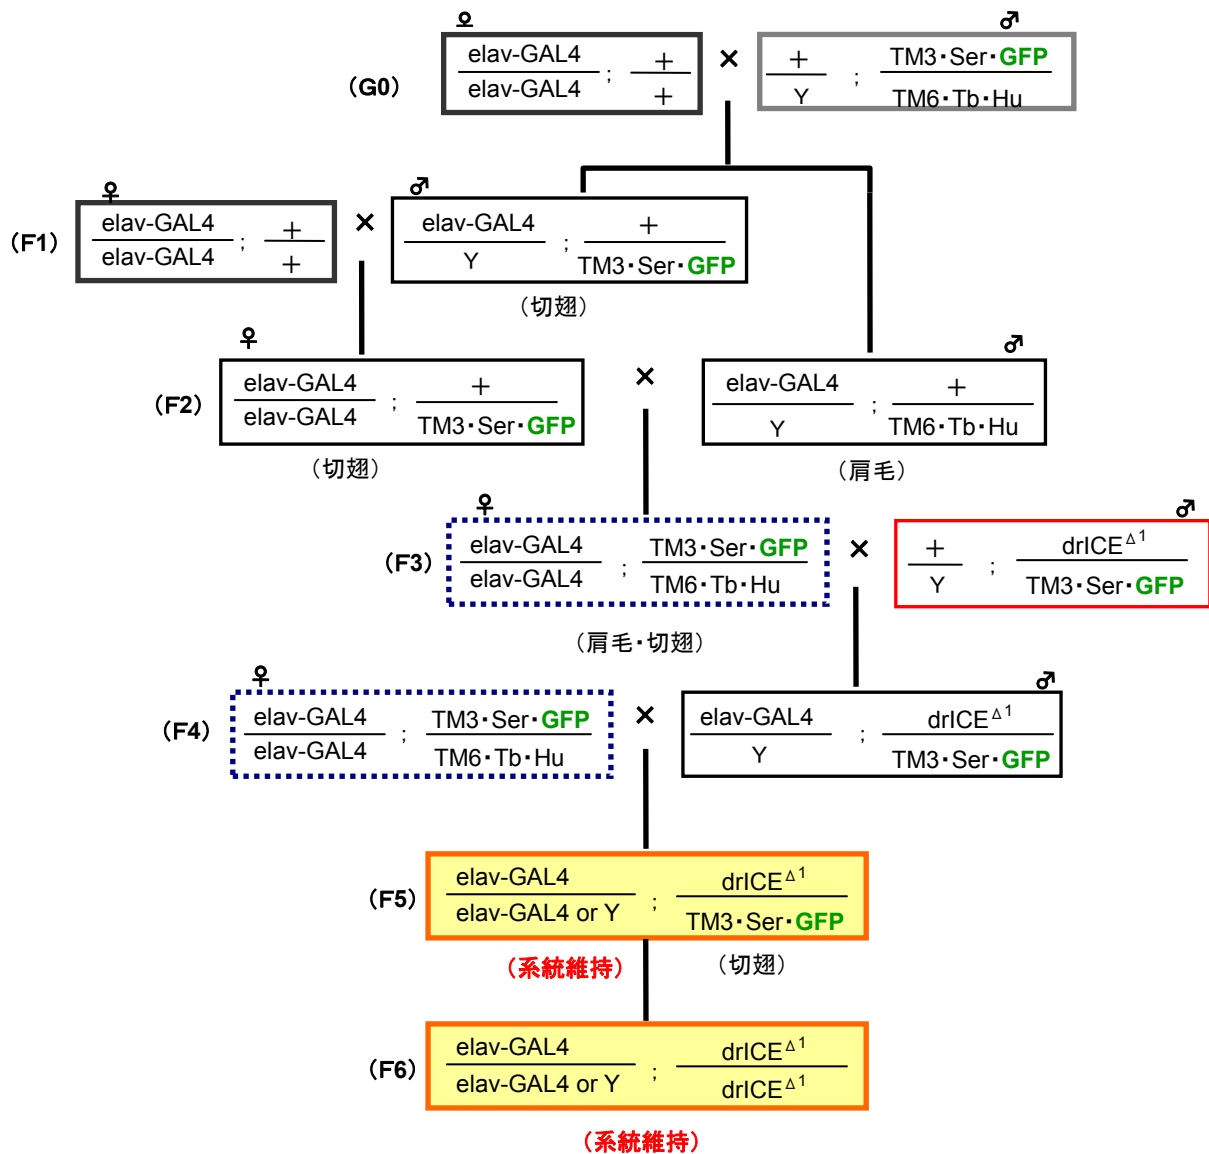 ♀ ♂
elav-GAL4 + × + TM3・Ser・GFP
(G0) ; ;
elav-GAL4 + Y TM6・Tb・Hu
♀ ♂
elav-GAL4 + × elav-GAL4 +
(F1) ; ;
elav-GAL4 + Y TM3・Ser・GFP
(切翅)
♀ ♂
elav-GAL4 + × elav-GAL4 +
(F2) ; ;
elav-GAL4 TM3・Ser・GFP Y TM6・Tb・Hu
(切翅) (肩毛)
♀ ♂
elav-GAL4 TM3・Ser・GFP × + drICE^Δ1
(F3) ; ;
elav-GAL4 TM6・Tb・Hu Y TM3・Ser・GFP
(肩毛・切翅)
♀ ♂
elav-GAL4 TM3・Ser・GFP × elav-GAL4 drICE^Δ1
(F4) ; ;
elav-GAL4 TM6・Tb・Hu Y TM3・Ser・GFP
elav-GAL4 drICE^Δ1
(F5) ;
elav-GAL4 or Y TM3・Ser・GFP
(系統維持) (切翅)
elav-GAL4 drICE^Δ1
(F6) ;
elav-GAL4 or Y drICE^Δ1
(系統維持)